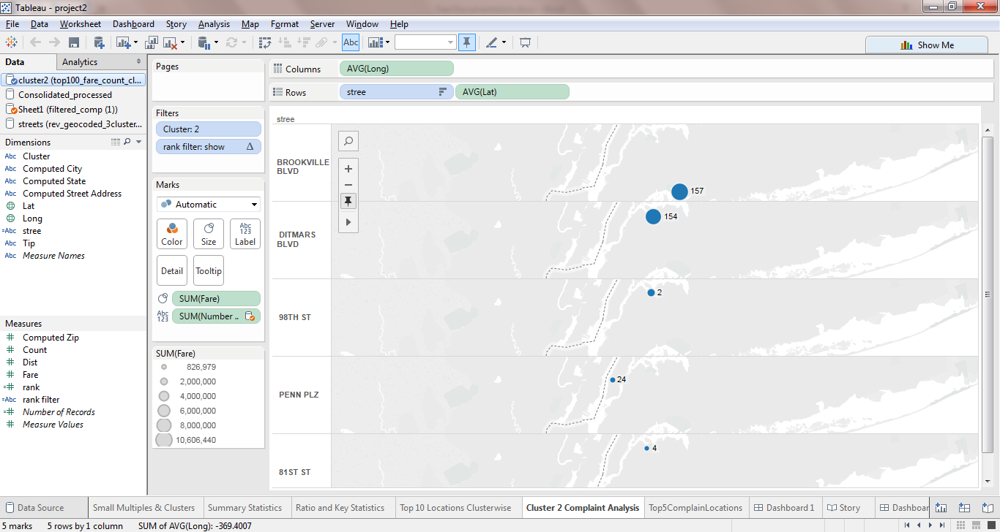 Tableau - project2
File Data Worksheet Dashboard Story Analysis Map Format Server Window Help
Abc
Show Me
Data Analytics
cluster2 (top100_fare_count_cl...
Consolidated_processed
Sheet1 (filtered_comp (1))
streets (rev_geocoded_3cluster...
Dimensions
Abc Cluster
Abc Computed City
Abc Computed State
Abc Computed Street Address
Lat
Long
=Abc stree
Abc Tip
Abc Measure Names
Measures
# Computed Zip
# Count
# Dist
# Fare
=# rank
=Abc rank filter
=# Number of Records
# Measure Values
Pages
Filters
Cluster: 2
rank filter: show Δ
Marks
Automatic
Color Size Abc 123 Label
Detail Tooltip
SUM(Fare)
Abc 123 SUM(Number ..
SUM(Fare)
826,979
2,000,000
4,000,000
6,000,000
8,000,000
10,606,440
Columns AVG(Long)
Rows stree AVG(Lat)
stree
BROOKVILLE
BLVD
157
DITMARS
BLVD
154
98TH ST
2
PENN PLZ
24
81ST ST
4
Data Source Small Multiples & Clusters Summary Statistics Ratio and Key Statistics Top 10 Locations Clusterwise Cluster 2 Complaint Analysis Top5ComplainLocations Dashboard 1 Story Dashboar
5 marks 5 rows by 1 column SUM of AVG(Long): -369.4007